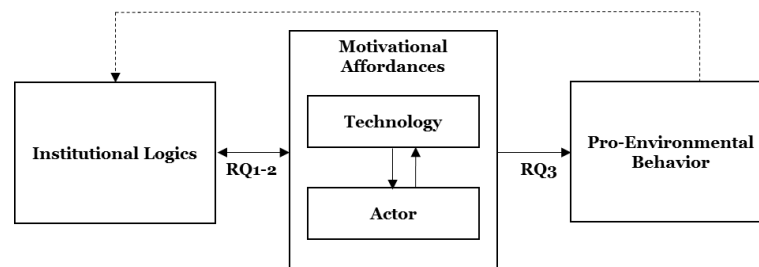 Motivational
Affordances
Technology
Institutional Logics
RQ1-2
Actor
RQ3
Pro-Environmental
Behavior